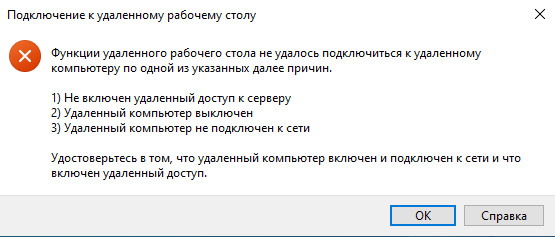 Подключение к удаленному рабочему столу
Функции удаленного рабочего стола не удалось подключиться к удаленному
компьютеру по одной из указанных далее причин.
1) Не включен удаленный доступ к серверу
2) Удаленный компьютер выключен
3) Удаленный компьютер не подключен к сети
Удостоверьтесь в том, что удаленный компьютер включен и подключен к сети и что
включен удаленный доступ.
ОК
Справка